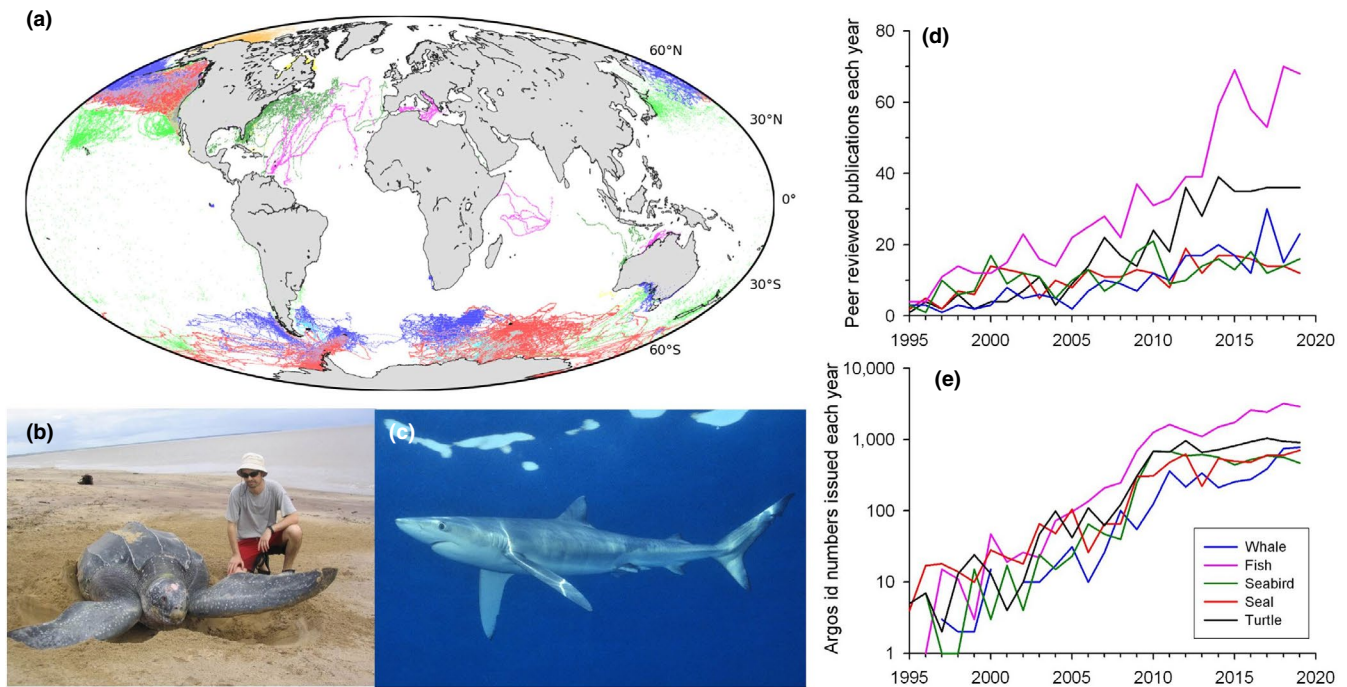 (a)
60°N
30°N
0°
30°S
60°S
(b)
(c)
(d)
Peer reviewed publications each year
80
60
40
20
0
1995 2000 2005 2010 2015 2020
(e)
Argos id numbers issued each year
10,000
1,000
100
10
1
Whale
Fish
Seabird
Seal
Turtle
1995 2000 2005 2010 2015 2020